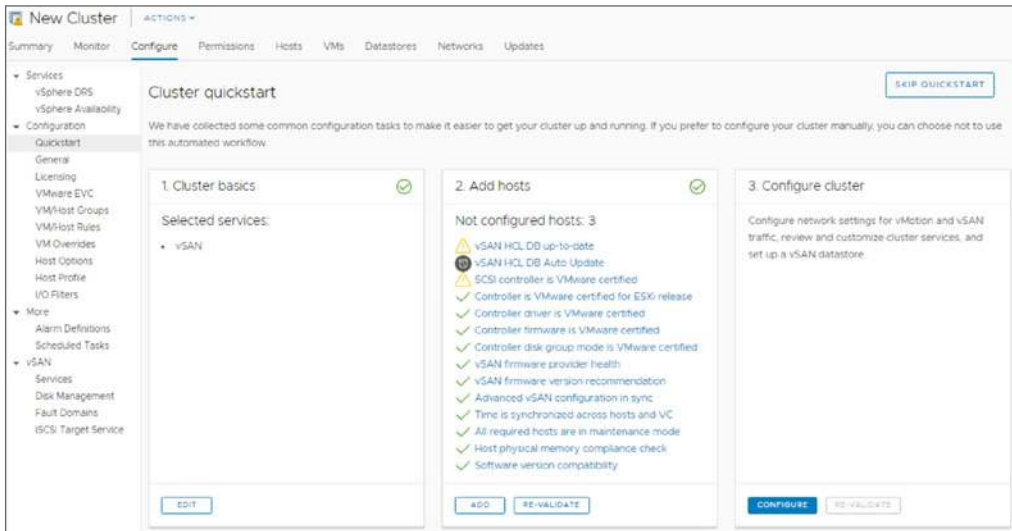 New Cluster ACTIONS
Summary Monitor Configure Permissions Hosts VMs Datastores Networks Updates
Services
vSphere DRS
vSphere Availability
Configuration
Quickstart
General
Licensing
VMware EVC
VM/Host Groups
VM/Host Rules
VM Overrides
Host Options
Host Profile
I/O Filters
More
Alarm Definitions
Scheduled Tasks
vSAN
Services
Disk Management
Fault Domains
iSCSI Target Service
Cluster quickstart
SKIP QUICKSTART
We have collected some common configuration tasks to make it easier to get your cluster up and running. If you prefer to configure your cluster manually, you can choose not to use
this automated workflow.
1. Cluster basics
Selected services:
• vSAN
EDIT
2. Add hosts
Not configured hosts: 3
vSAN HCL DB up-to-date
vSAN HCL DB Auto Update
SCSI controller is VMware certified
Controller is VMware certified for ESXi release
Controller driver is VMware certified
Controller firmware is VMware certified
Controller disk group mode is VMware certified
vSAN firmware provider health
vSAN firmware version recommendation
Advanced vSAN configuration in sync
Time is synchronized across hosts and VC
All required hosts are in maintenance mode
Host physical memory compliance check
Software version compatibility
ADD RE-VALIDATE
3. Configure cluster
Configure network settings for vMotion and vSAN
traffic, review and customize cluster services, and
set up a vSAN datastore.
CONFIGURE RE-VALIDATE